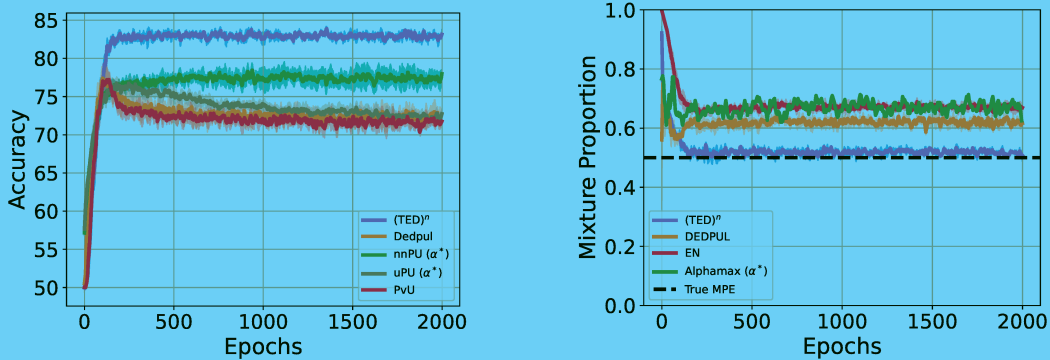 85
80
75
70
65
60
55
50
Accuracy
0
500
1000
1500
2000
Epochs
(TED)ⁿ
Dedpul
nnPU (α*)
uPU (α*)
PvU
1.0
0.8
0.6
0.4
0.2
0.0
Mixture Proportion
0
500
1000
1500
2000
Epochs
(TED)ⁿ
DEDPUL
EN
Alphamax (α*)
True MPE